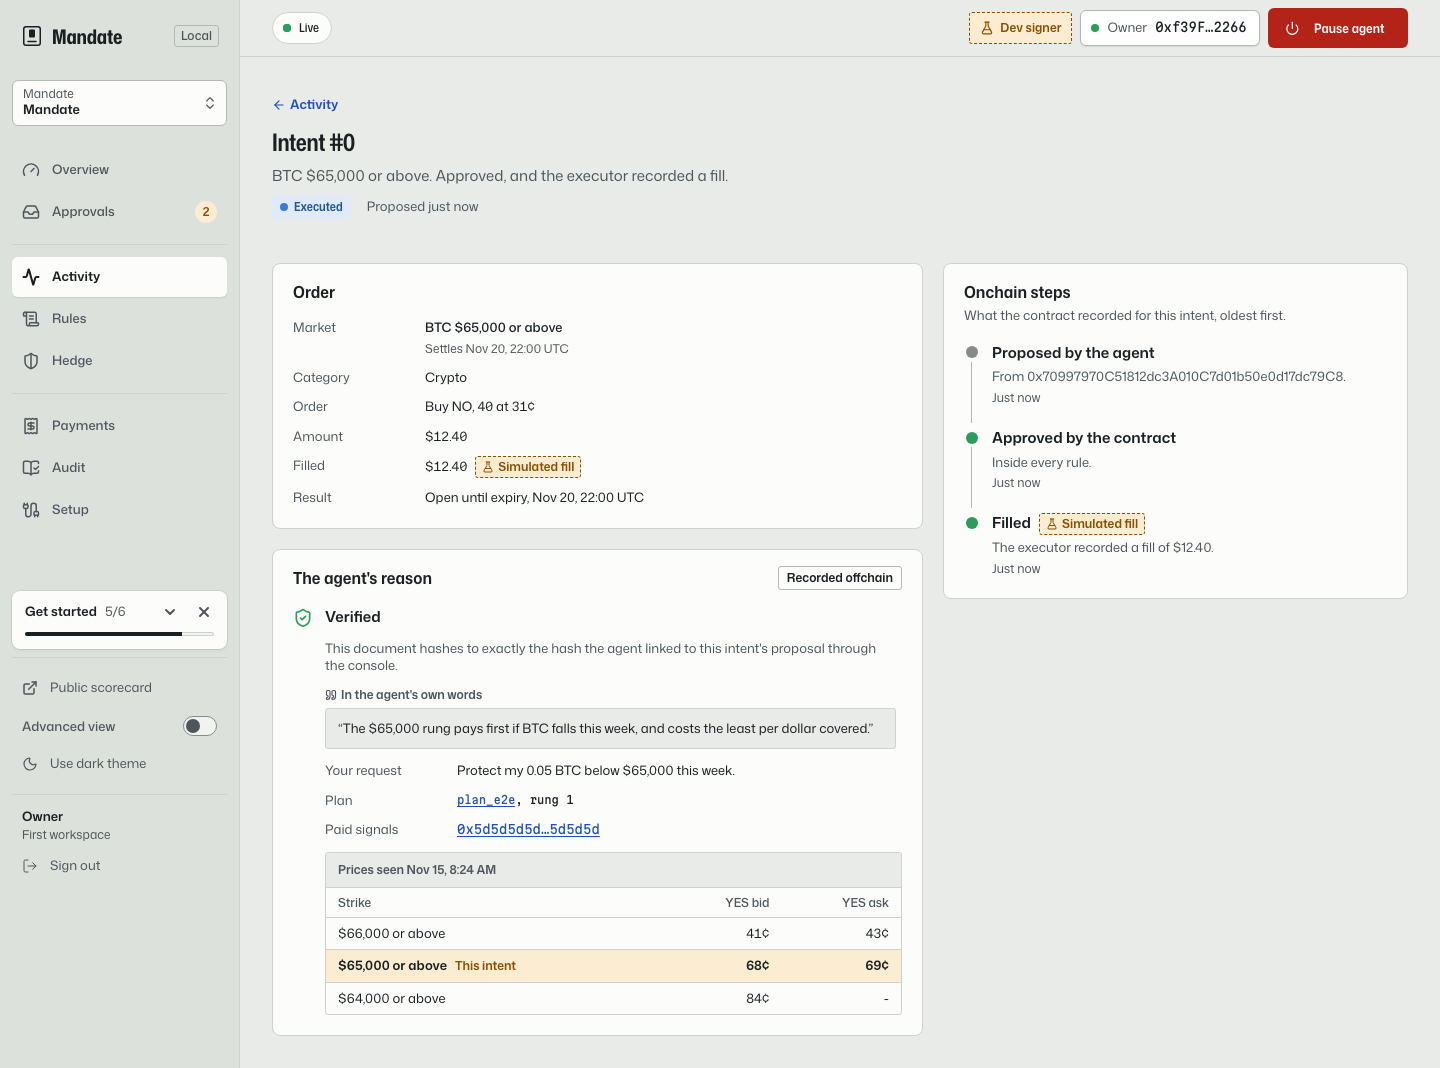 Mandate
Local
Mandate
Mandate
Overview
Approvals 2
Activity
Rules
Hedge
Payments
Audit
Setup
Get started 5/6
Public scorecard
Advanced view
Use dark theme
Owner
First workspace
Sign out
Live
Dev signer
Owner 0xf39F…2266
Pause agent
Activity
Intent #0
BTC $65,000 or above. Approved, and the executor recorded a fill.
Executed Proposed just now
Order
Market BTC $65,000 or above
Settles Nov 20, 22:00 UTC
Category Crypto
Order Buy NO, 40 at 31¢
Amount $12.40
Filled $12.40 Simulated fill
Result Open until expiry, Nov 20, 22:00 UTC
The agent's reason Recorded offchain
Verified
This document hashes to exactly the hash the agent linked to this intent's proposal through
the console.
In the agent's own words
“The $65,000 rung pays first if BTC falls this week, and costs the least per dollar covered.”
Your request Protect my 0.05 BTC below $65,000 this week.
Plan plan_e2e, rung 1
Paid signals 0x5d5d5d5d…5d5d5d
Prices seen Nov 15, 8:24 AM
Strike YES bid YES ask
$66,000 or above 41¢ 43¢
$65,000 or above This intent 68¢ 69¢
$64,000 or above 84¢ -
Onchain steps
What the contract recorded for this intent, oldest first.
Proposed by the agent
From 0x70997970C51812dc3A010C7d01b50e0d17dc79C8.
Just now
Approved by the contract
Inside every rule.
Just now
Filled Simulated fill
The executor recorded a fill of $12.40.
Just now